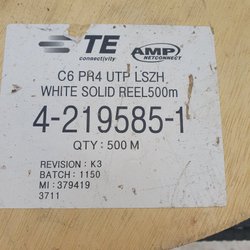 TE AMP
connectivity NETCONNECT
C6 PR4 UTP LSZH
WHITE SOLID REEL500m
4-219585-1
QTY : 500 M
REVISION : K3
BATCH : 1150
MI : 379419
3711